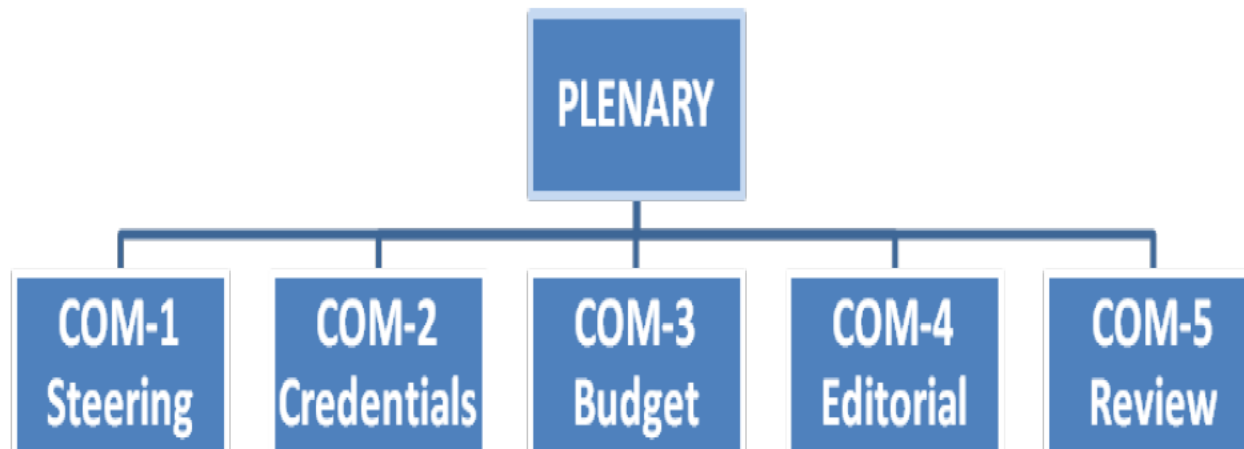 PLENARY
COM-1
Steering
COM-2
Credentials
COM-3
Budget
COM-4
Editorial
COM-5
Review